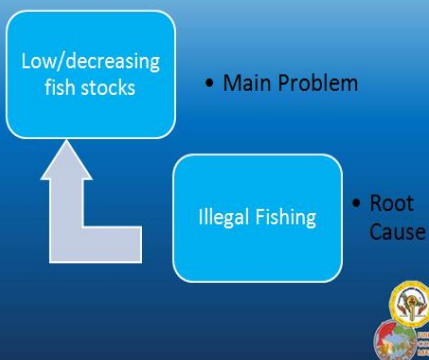 Low/decreasing
fish stocks
• Main Problem
Illegal Fishing
• Root
Cause